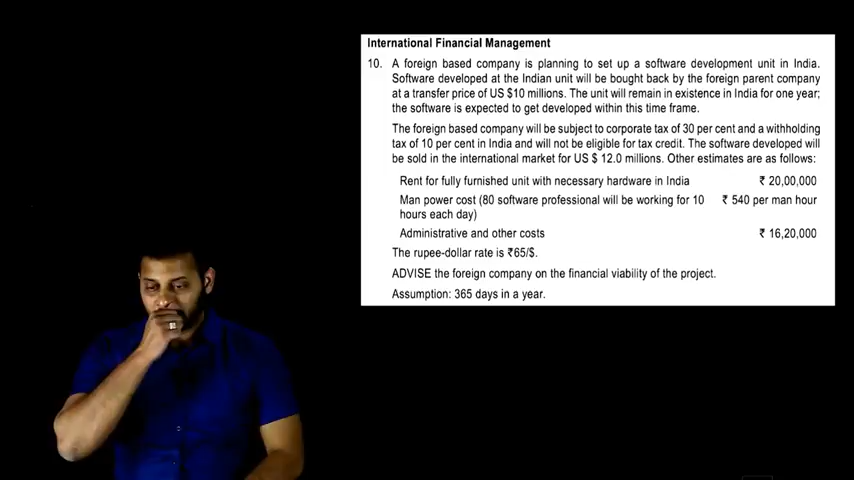 International Financial Management
10. A foreign based company is planning to set up a software development unit in India.
Software developed at the Indian unit will be bought back by the foreign parent company
at a transfer price of US $10 millions. The unit will remain in existence in India for one year;
the software is expected to get developed within this time frame.
The foreign based company will be subject to corporate tax of 30 per cent and a withholding
tax of 10 per cent in India and will not be eligible for tax credit. The software developed will
be sold in the international market for US $ 12.0 millions. Other estimates are as follows:
Rent for fully furnished unit with necessary hardware in India ₹ 20,00,000
Man power cost (80 software professional will be working for 10 ₹ 540 per man hour
hours each day)
Administrative and other costs ₹ 16,20,000
The rupee-dollar rate is ₹65/$.
ADVISE the foreign company on the financial viability of the project.
Assumption: 365 days in a year.